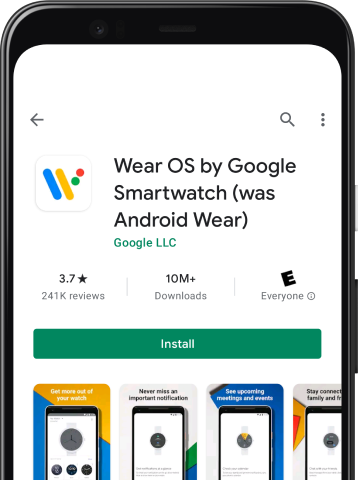 Wear OS by Google
Smartwatch (was
Android Wear)
Google LLC
3.7★
10M+
E
241K reviews
Downloads
Everyone
Install
Get more out of
your watch
Never miss an
important notification
See upcoming
meetings and events
Stay connect
family and fr